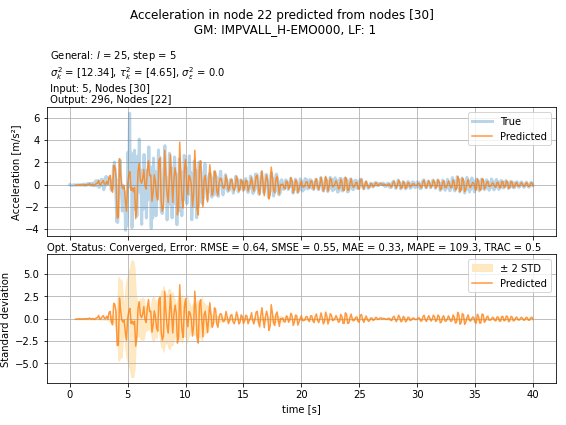 Acceleration in node 22 predicted from nodes [30]
GM: IMPVALL_H-EMO000, LF: 1
General: l = 25, step = 5
σ²ₖ = [12.34], τ²ₖ = [4.65], σ²ε = 0.0
Input: 5, Nodes [30]
Output: 296, Nodes [22]
Acceleration [m/s²]
6
4
2
0
−2
−4
True
Predicted
Opt. Status: Converged, Error: RMSE = 0.64, SMSE = 0.55, MAE = 0.33, MAPE = 109.3, TRAC = 0.5
Standard deviation
5.0
2.5
0.0
−2.5
−5.0
± 2 STD
Predicted
0 5 10 15 20 25 30 35 40
time [s]